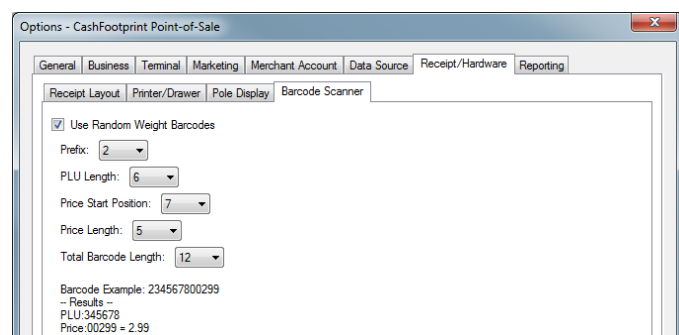 Options - CashFootprint Point-of-Sale
General Business Terminal Marketing Merchant Account Data Source Receipt/Hardware Reporting
Receipt Layout Printer/Drawer Pole Display Barcode Scanner
Use Random Weight Barcodes
Prefix: 2
PLU Length: 6
Price Start Position: 7
Price Length: 5
Total Barcode Length: 12
Barcode Example: 234567800299
-- Results --
PLU:345678
Price:00299 = 2.99